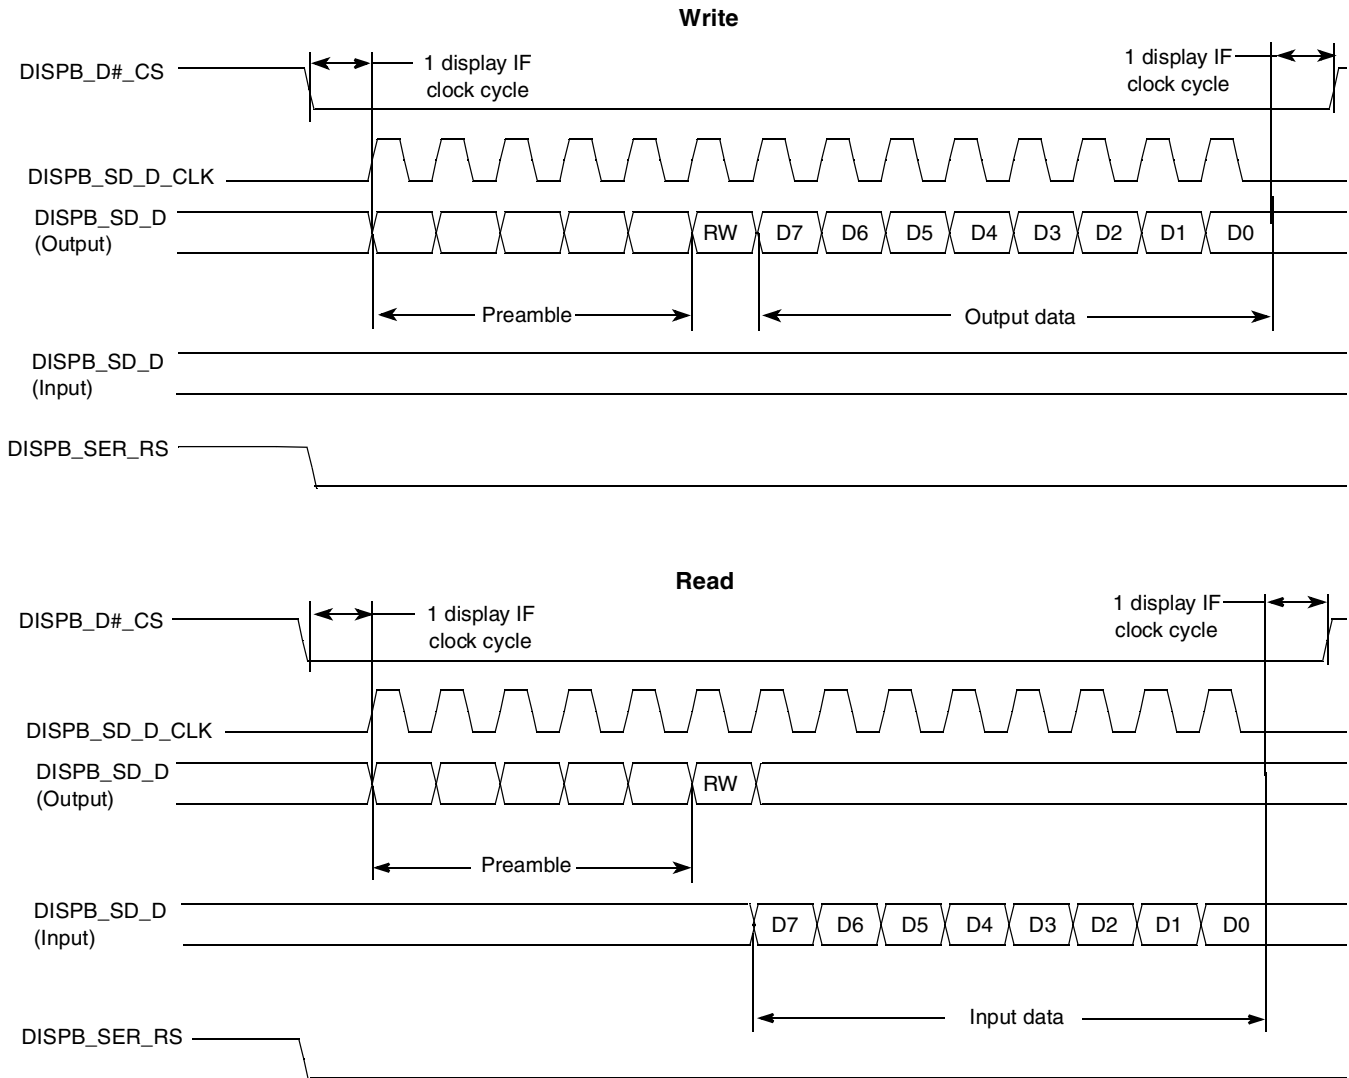 Write
DISPB_D#_CS
1 display IF
clock cycle
1 display IF
clock cycle
DISPB_SD_D_CLK
DISPB_SD_D
(Output)
RW D7 D6 D5 D4 D3 D2 D1 D0
Preamble
Output data
DISPB_SD_D
(Input)
DISPB_SER_RS
Read
DISPB_D#_CS
1 display IF
clock cycle
1 display IF
clock cycle
DISPB_SD_D_CLK
DISPB_SD_D
(Output)
RW
Preamble
DISPB_SD_D
(Input)
D7 D6 D5 D4 D3 D2 D1 D0
Input data
DISPB_SER_RS